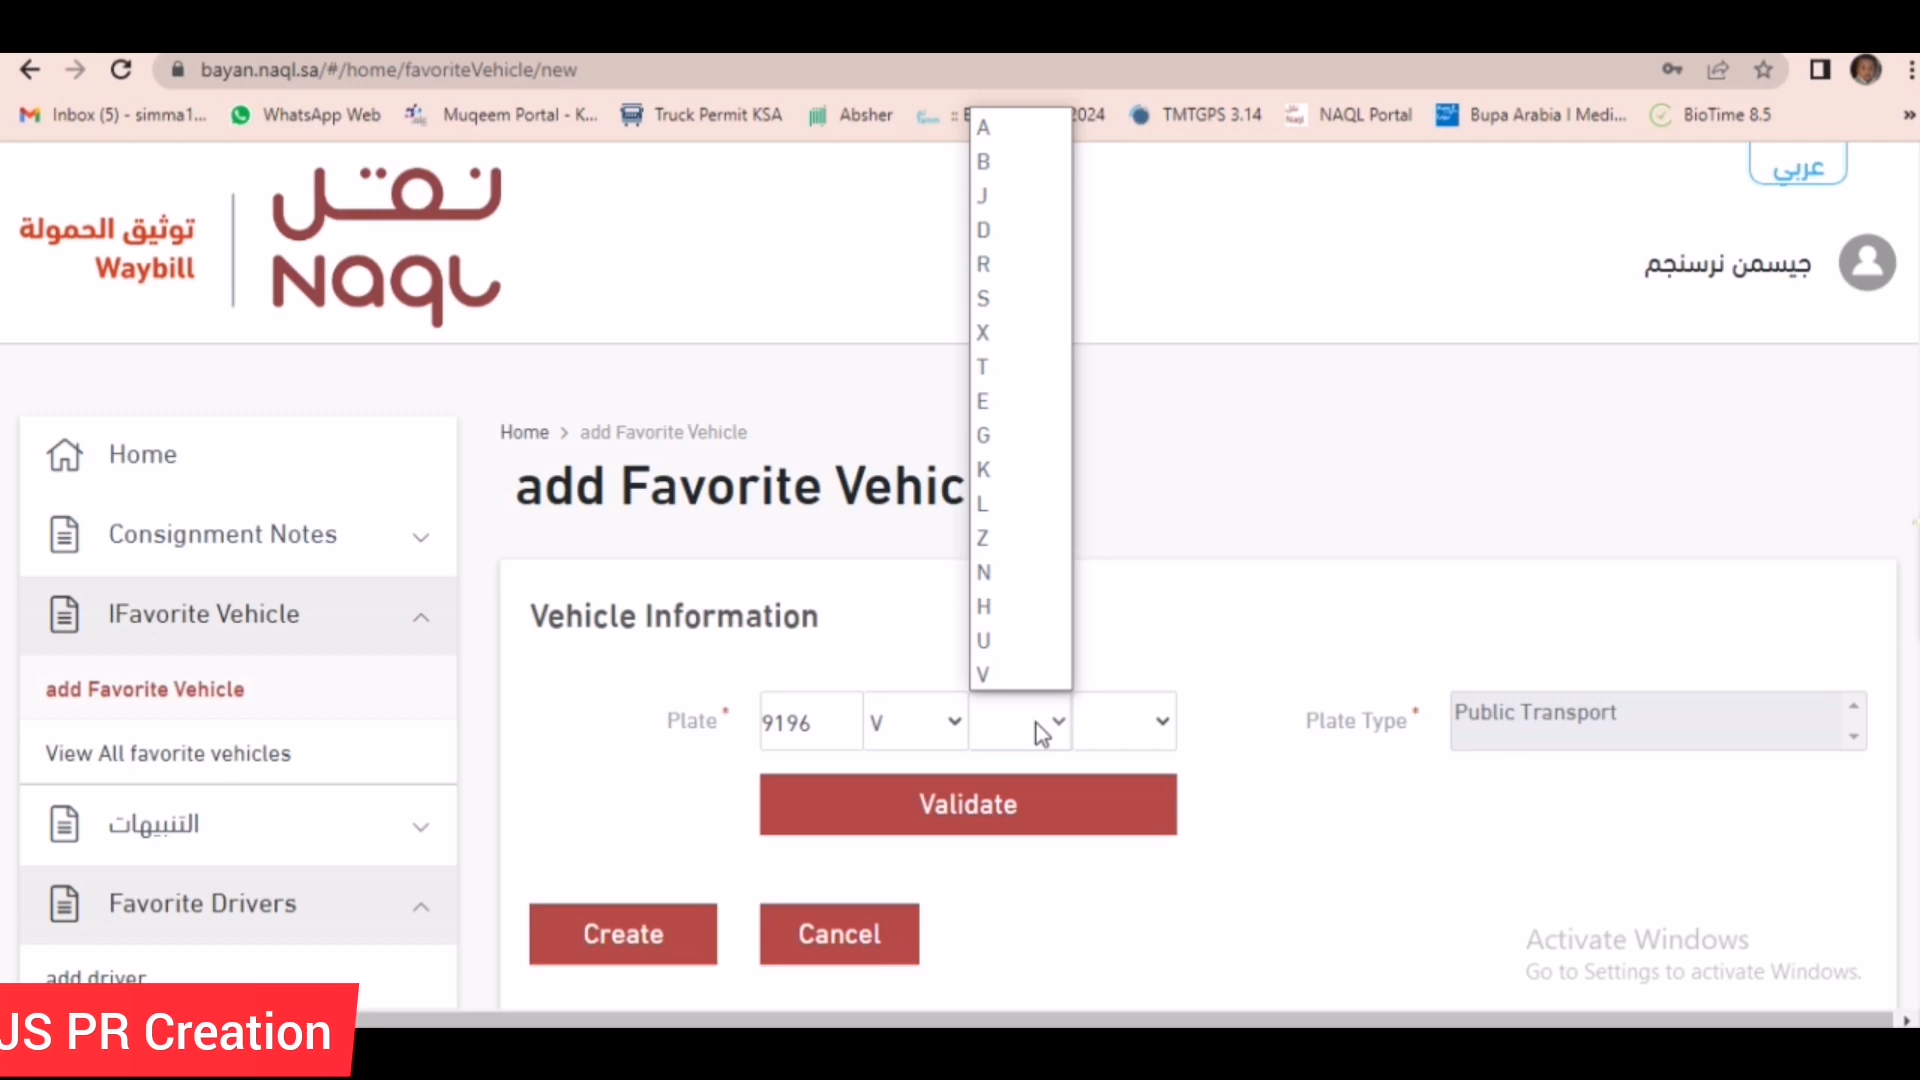 bayan.naql.sa/#/home/favoriteVehicle/new
Inbox (5) - simma1... WhatsApp Web Muqeem Portal - K... Truck Permit KSA Absher 2024 TMTGPS 3.14 NAQL Portal Bupa Arabia I Medi... BioTime 8.5 »
عربي
توثيق الحمولة
Waybill
نقل
Naql
جيسمن نرسنجم
A
B
J
D
R
S
X
T
E
G
K
L
Z
N
H
U
V
Home
Consignment Notes
IFavorite Vehicle
add Favorite Vehicle
View All favorite vehicles
التنبيهات
Favorite Drivers
add driver
Home > add Favorite Vehicle
add Favorite Vehic
Vehicle Information
Plate * 9196 V
Plate Type * Public Transport
Validate
Create Cancel
Activate Windows
Go to Settings to activate Windows.
JS PR Creation